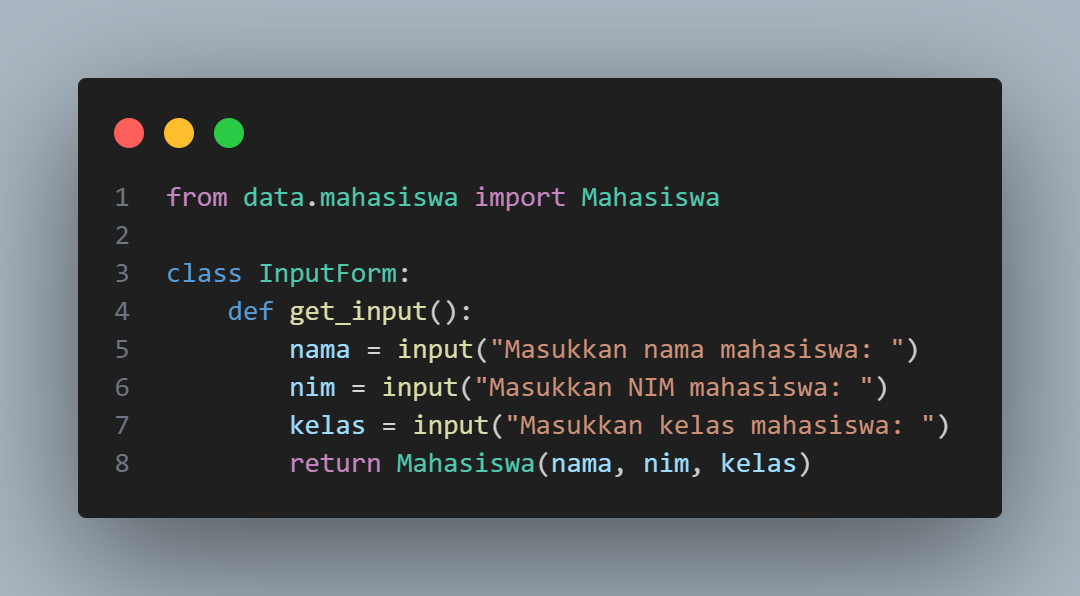 1 from data.mahasiswa import Mahasiswa
2
3 class InputForm:
4     def get_input():
5         nama = input("Masukkan nama mahasiswa: ")
6         nim = input("Masukkan NIM mahasiswa: ")
7         kelas = input("Masukkan kelas mahasiswa: ")
8         return Mahasiswa(nama, nim, kelas)